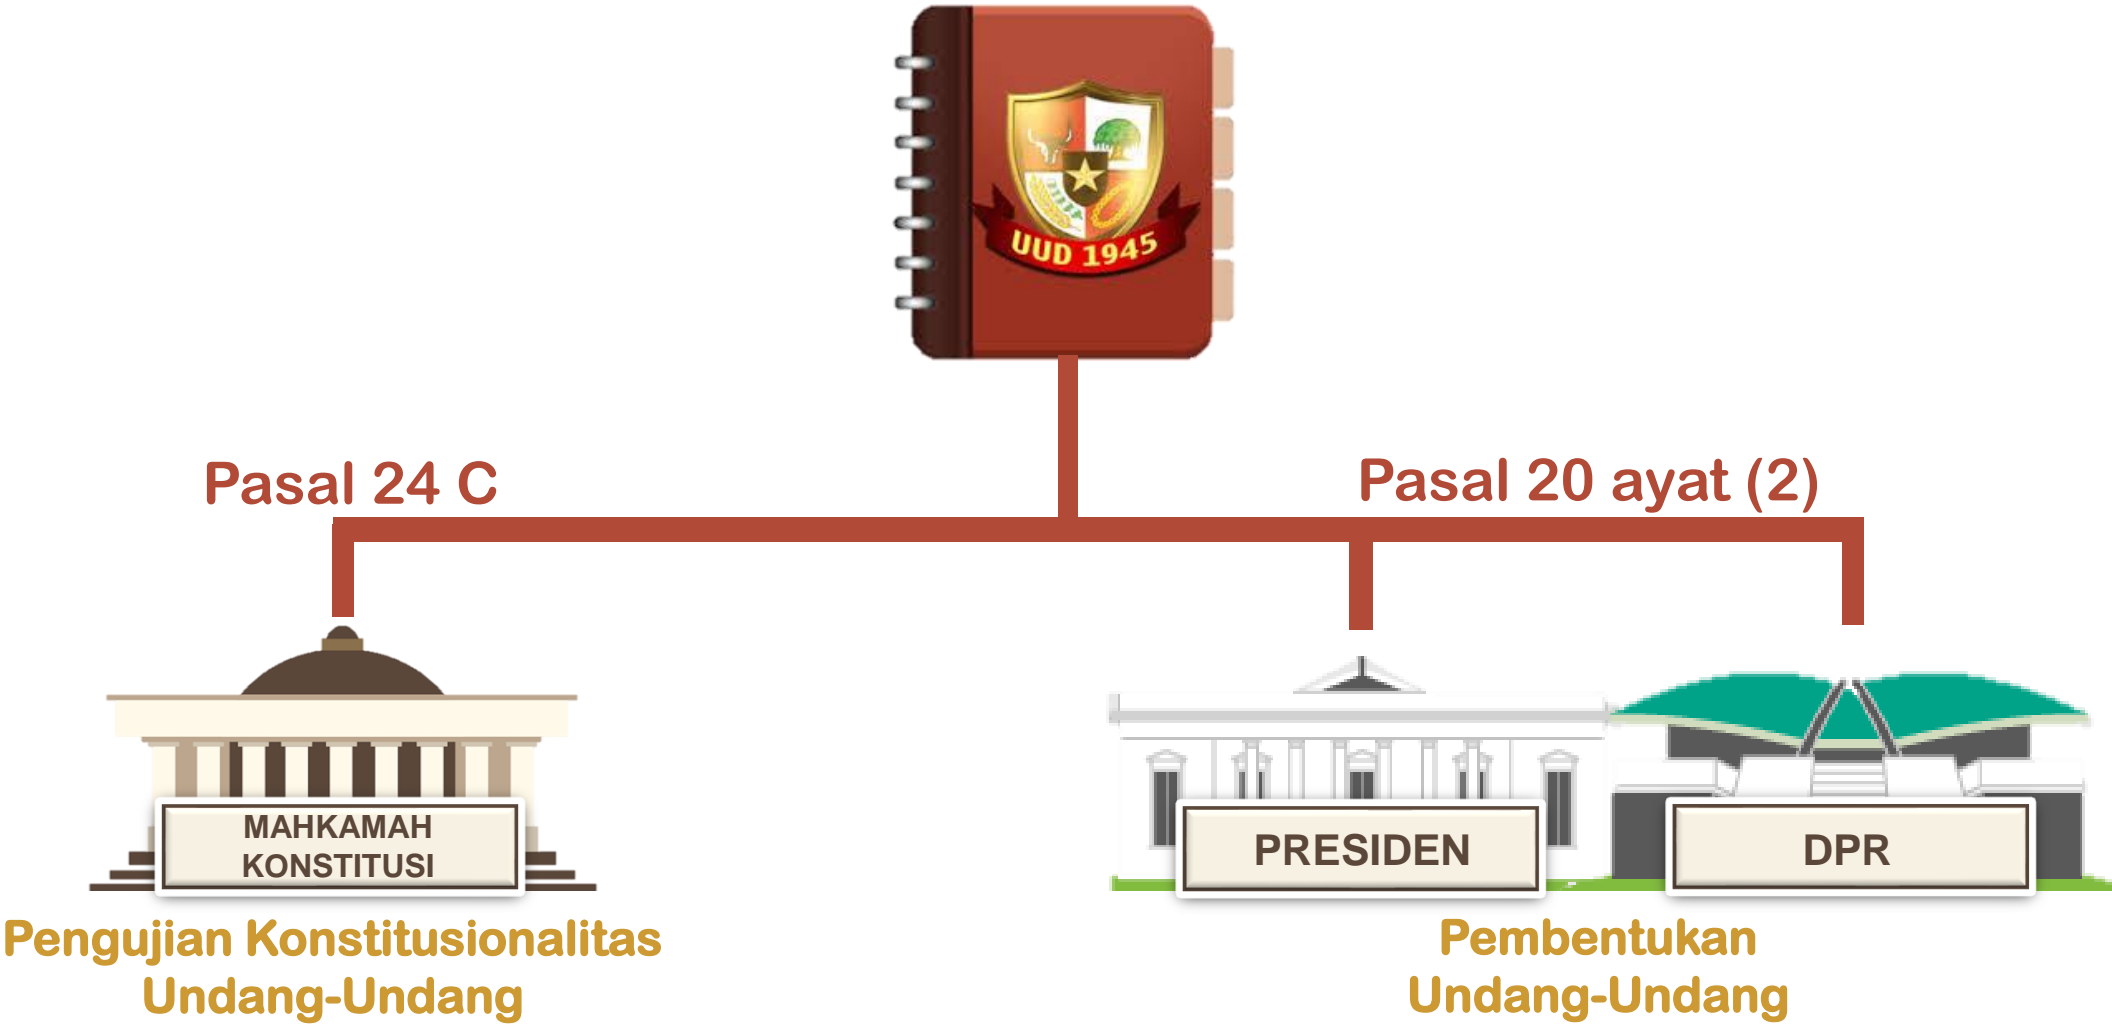 UUD 1945
Pasal 24 C
Pasal 20 ayat (2)
MAHKAMAH
KONSTITUSI
PRESIDEN
DPR
Pengujian Konstitusionalitas
Undang-Undang
Pembentukan
Undang-Undang